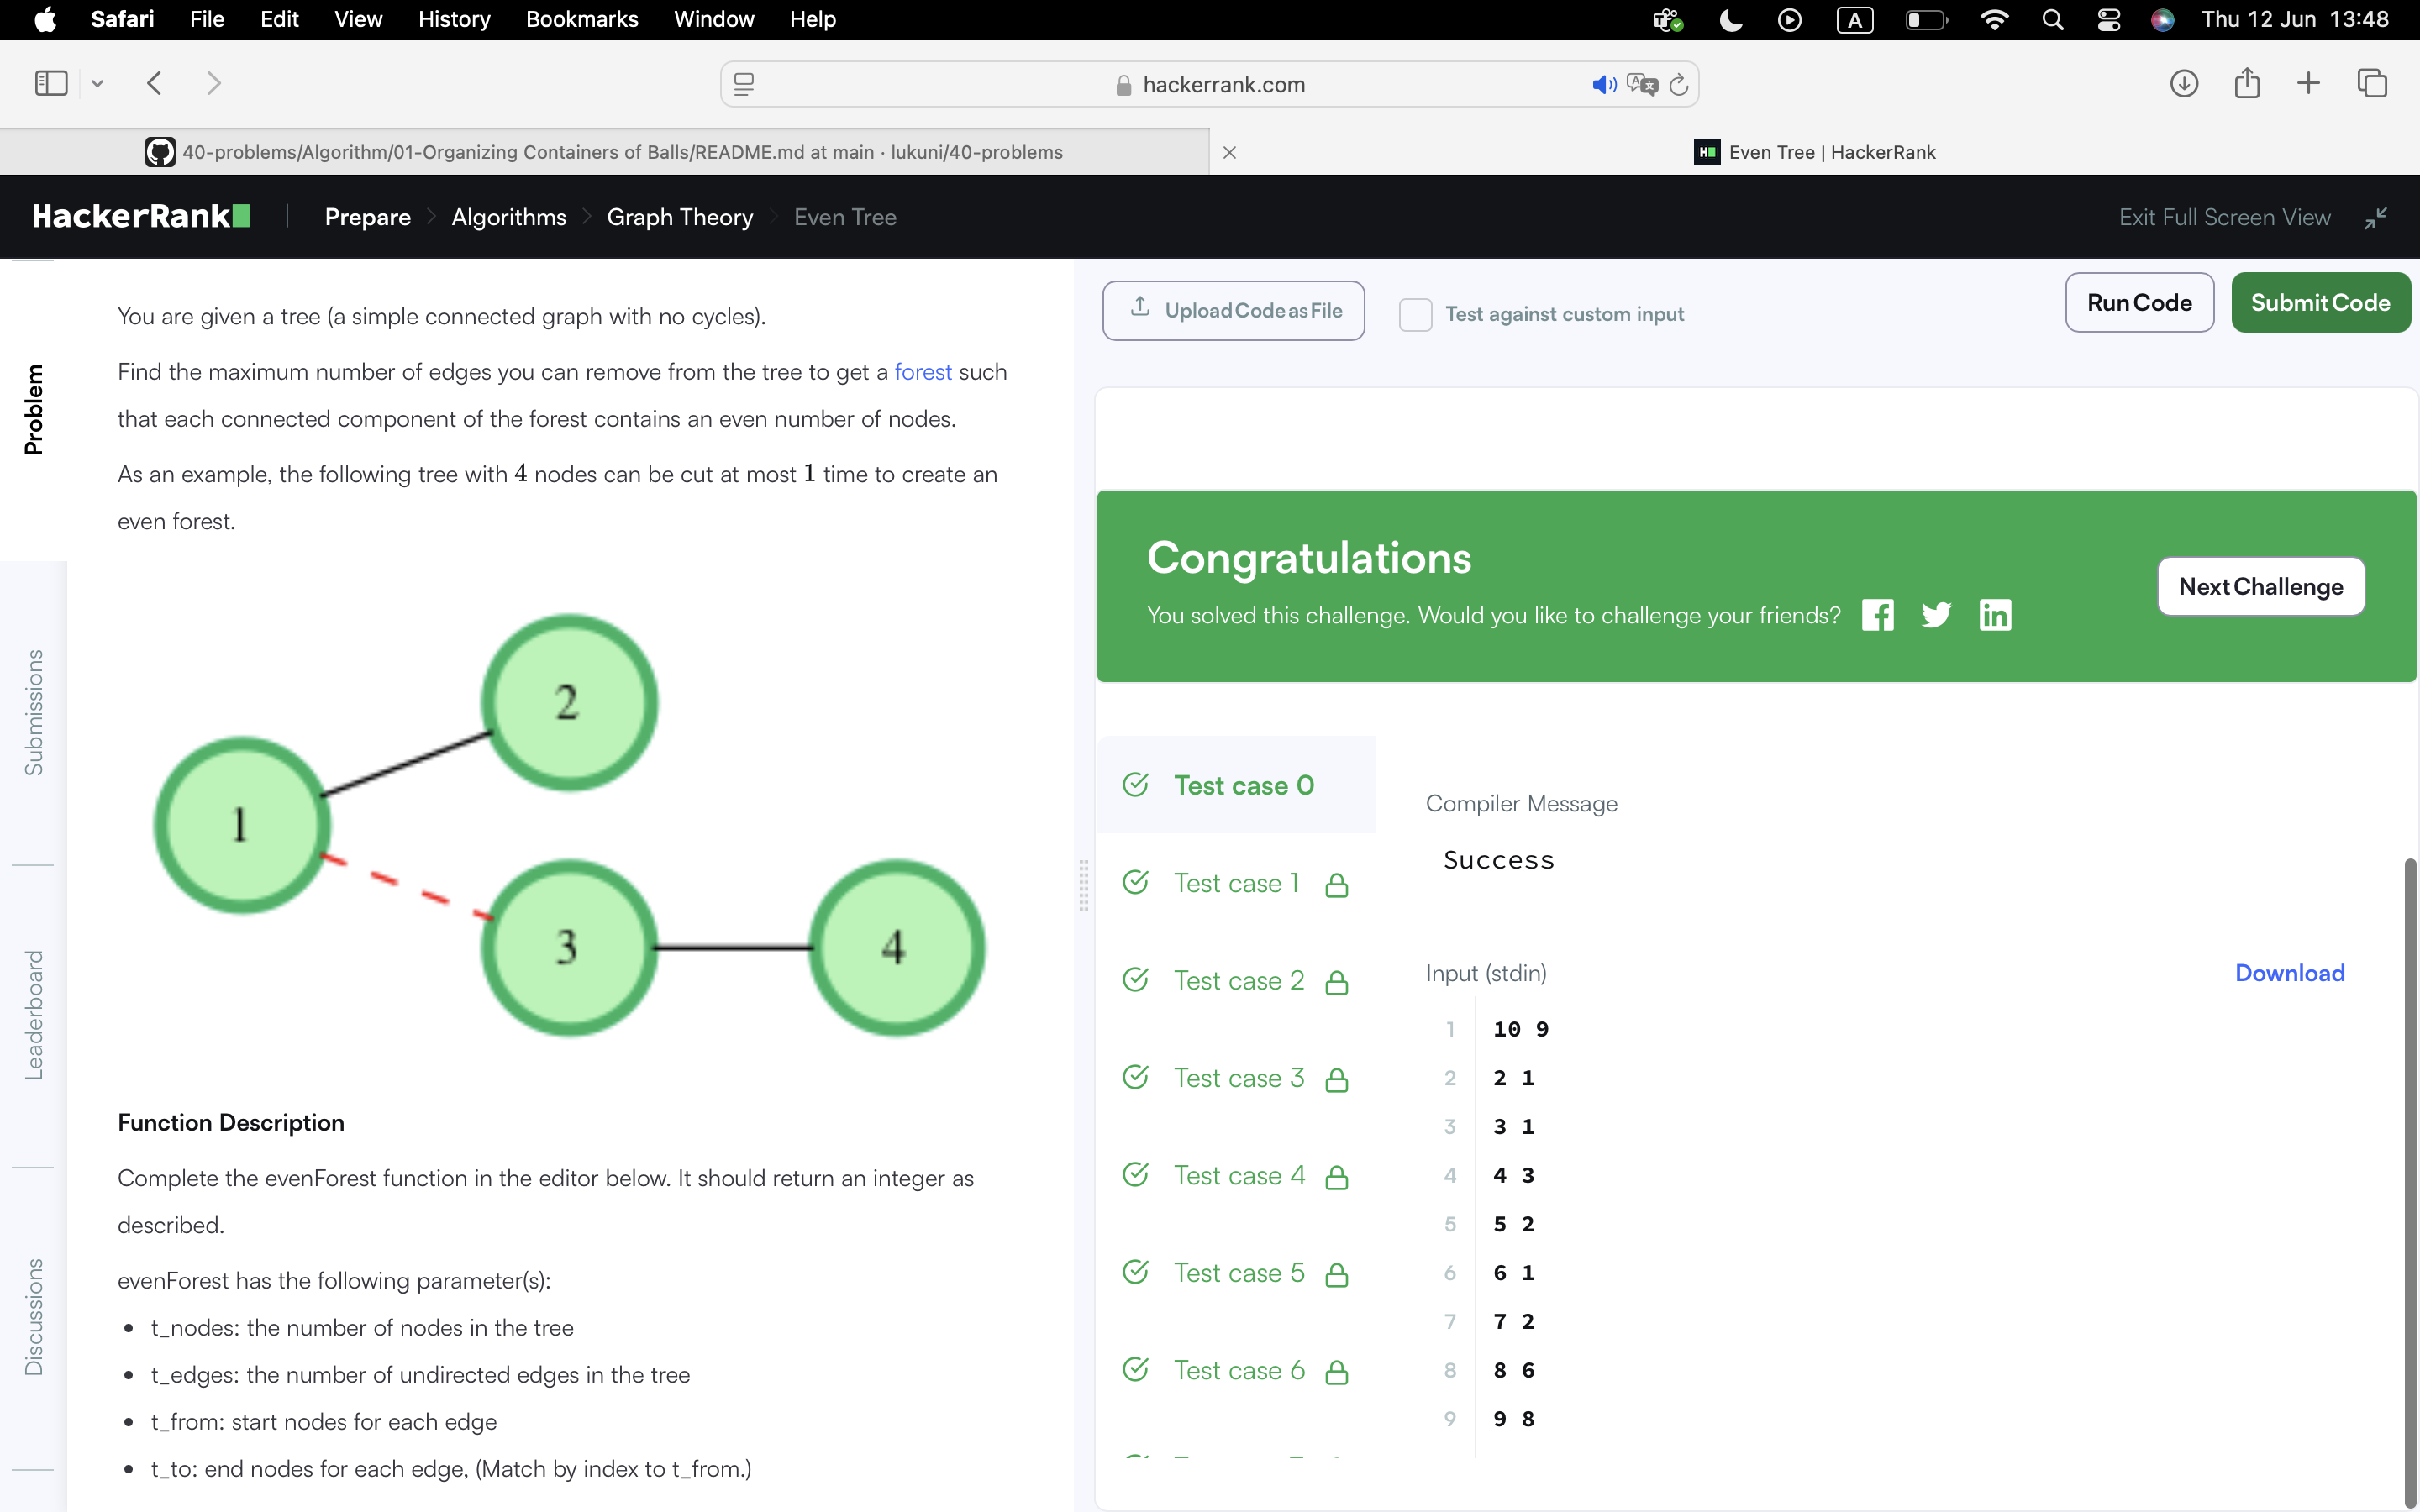 Safari File Edit View History Bookmarks Window Help A Thu 12 Jun 13:48
hackerrank.com
40-problems/Algorithm/01-Organizing Containers of Balls/README.md at main · lukuni/40-problems
Even Tree | HackerRank
HackerRank Prepare Algorithms Graph Theory Even Tree Exit Full Screen View
Problem
Submissions
Leaderboard
Discussions
You are given a tree (a simple connected graph with no cycles).
Find the maximum number of edges you can remove from the tree to get a forest such
that each connected component of the forest contains an even number of nodes.
As an example, the following tree with 4 nodes can be cut at most 1 time to create an
even forest.
2
1
3
4
Function Description
Complete the evenForest function in the editor below. It should return an integer as
described.
evenForest has the following parameter(s):
• t_nodes: the number of nodes in the tree
• t_edges: the number of undirected edges in the tree
• t_from: start nodes for each edge
• t_to: end nodes for each edge, (Match by index to t_from.)
Upload Code as File
Test against custom input
Run Code
Submit Code
Congratulations
You solved this challenge. Would you like to challenge your friends?
Next Challenge
Test case 0
Test case 1
Test case 2
Test case 3
Test case 4
Test case 5
Test case 6
Compiler Message
Success
Input (stdin)
Download
1 10 9
2 2 1
3 3 1
4 4 3
5 5 2
6 6 1
7 7 2
8 8 6
9 9 8